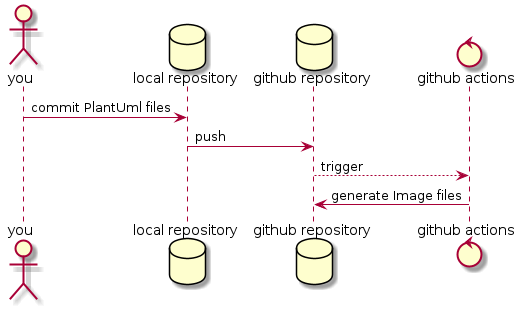 you
local repository
github repository
github actions
commit PlantUml files
push
trigger
generate Image files
you
local repository
github repository
github actions